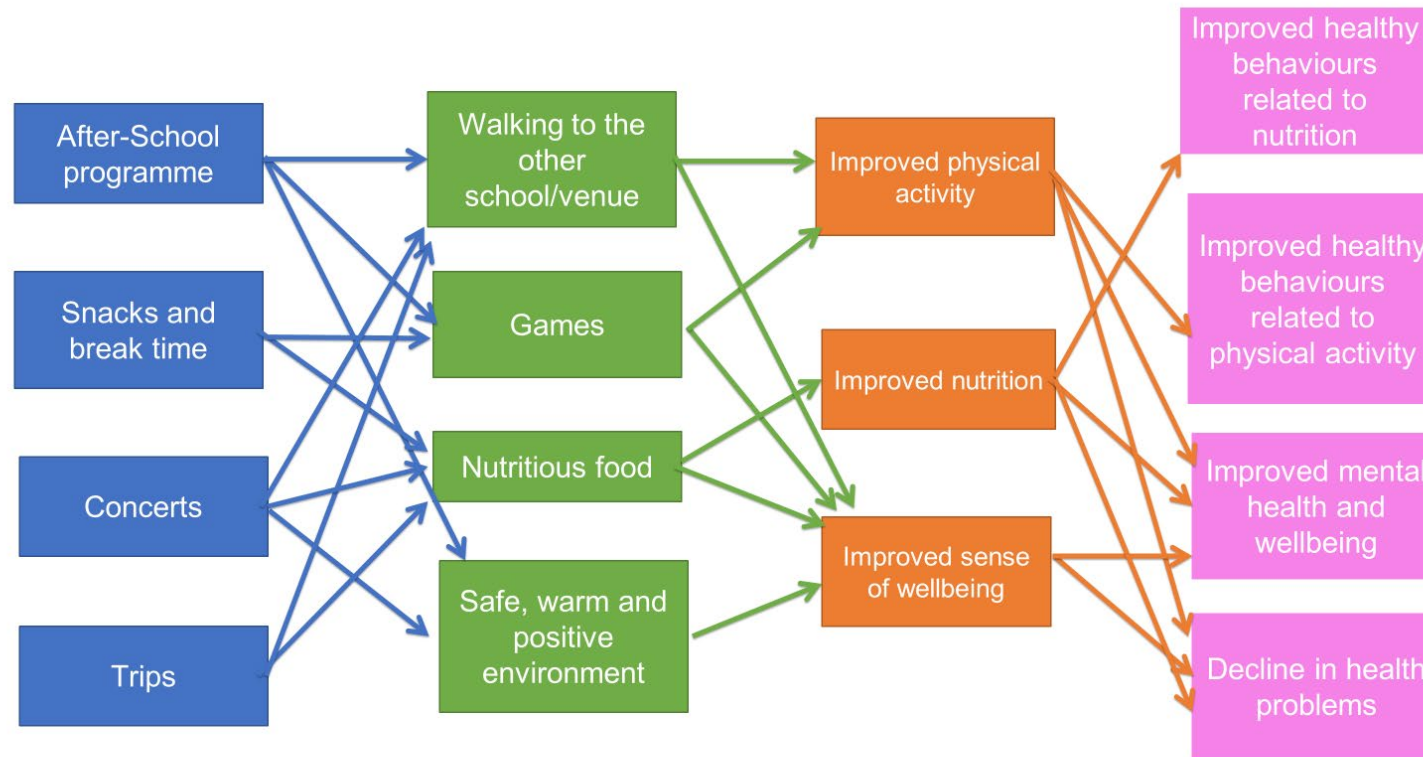 After-School
programme
Snacks and
break time
Concerts
Trips
Walking to the
other
school/venue
Games
Nutritious food
Safe, warm and
positive
environment
Improved physical
activity
Improved nutrition
Improved sense
of wellbeing
Improved healthy
behaviours
related to
nutrition
Improved healthy
behaviours
related to
physical activity
Improved mental
health and
wellbeing
Decline in health
problems